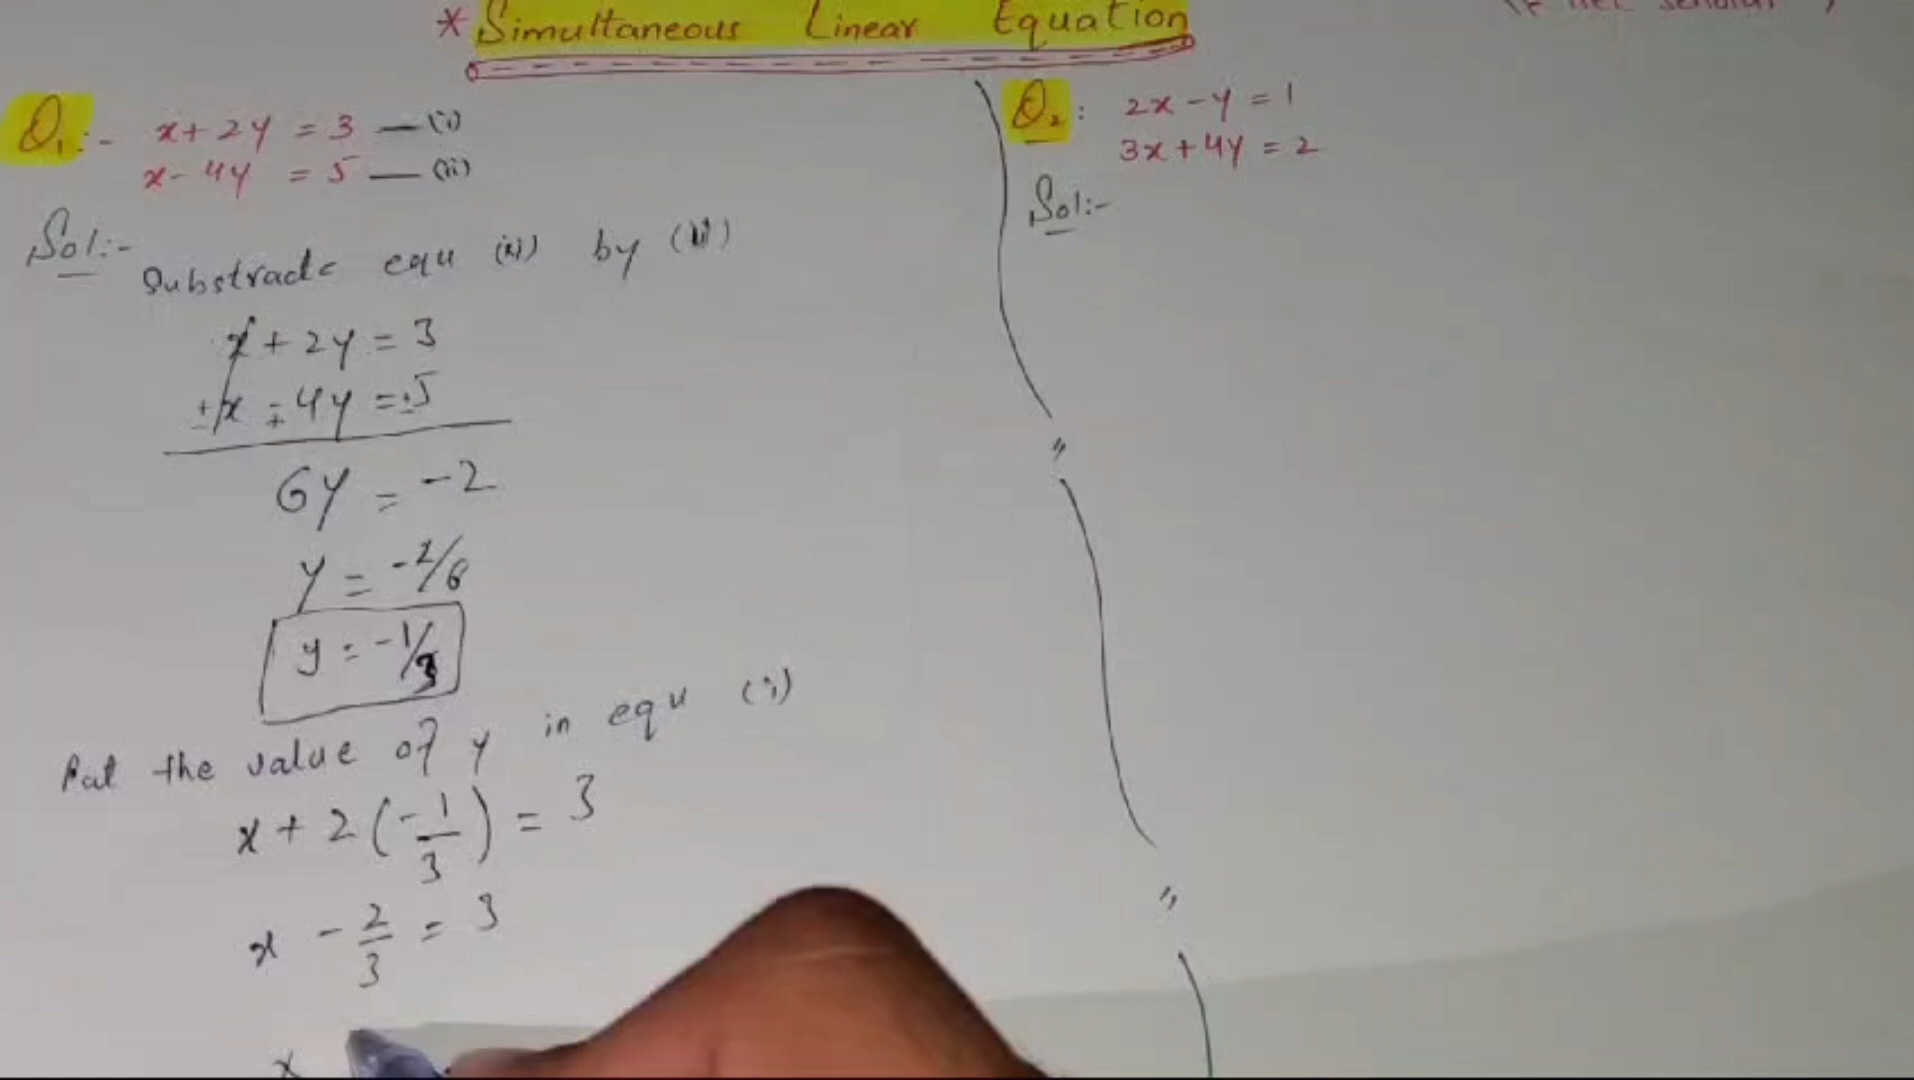 * Simultaneous Linear Equation
Q1:- x + 2y = 3 — (i)
x - 4y = 5 — (ii)
Sol:-
Substrade equ (ii) by (ii)
x + 2y = 3
± x ∓ 4y = ± 5
6y = -2
y = -2/6
y = -1/3
Put the value of y in equ (i)
x + 2 (-1/3) = 3
x - 2/3 = 3
x
Q2: 2x - y = 1
3x + 4y = 2
Sol:-